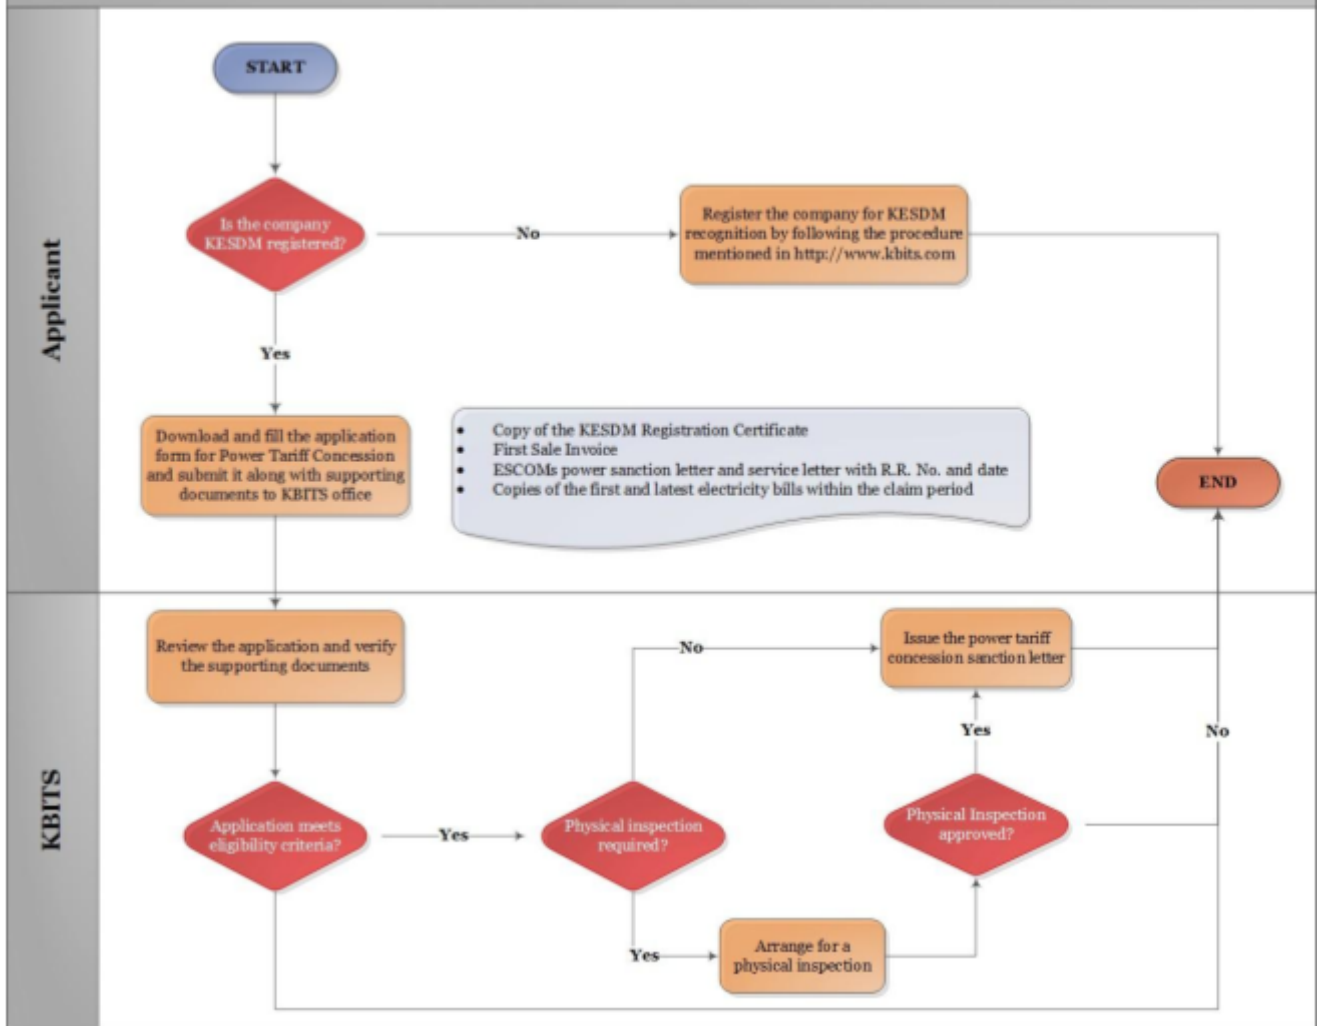 START
Applicant
Is the company
KESDM registered?
No
Register the company for KESDM
recognition by following the procedure
mentioned in http://www.kbits.com
Yes
Download and fill the application
form for Power Tariff Concession
and submit it along with supporting
documents to KBITS office
• Copy of the KESDM Registration Certificate
• First Sale Invoice
• ESCOMs power sanction letter and service letter with R.R. No. and date
• Copies of the first and latest electricity bills within the claim period
END
KBITS
Review the application and verify
the supporting documents
No
Issue the power tariff
concession sanction letter
Yes
No
Application meets
eligibility criteria?
Yes
Physical inspection
required?
Physical Inspection
approved?
Yes
Arrange for a
physical inspection